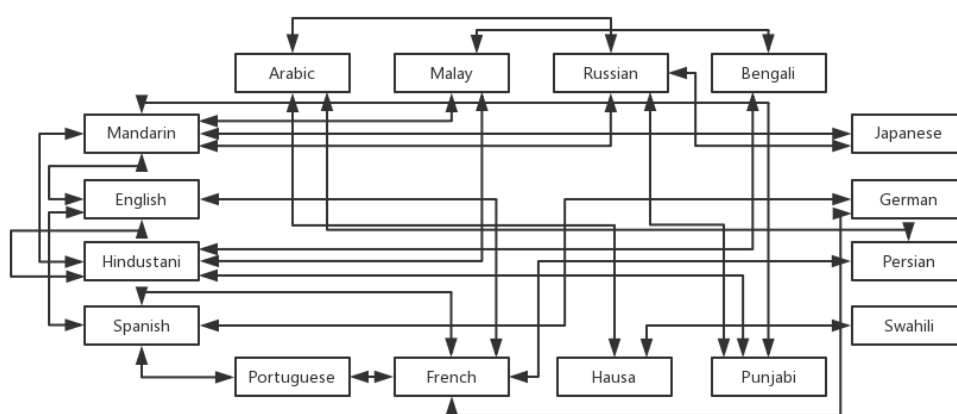 Arabic
Malay
Russian
Bengali
Mandarin
Japanese
English
German
Hindustani
Persian
Spanish
Swahili
Portuguese
French
Hausa
Punjabi